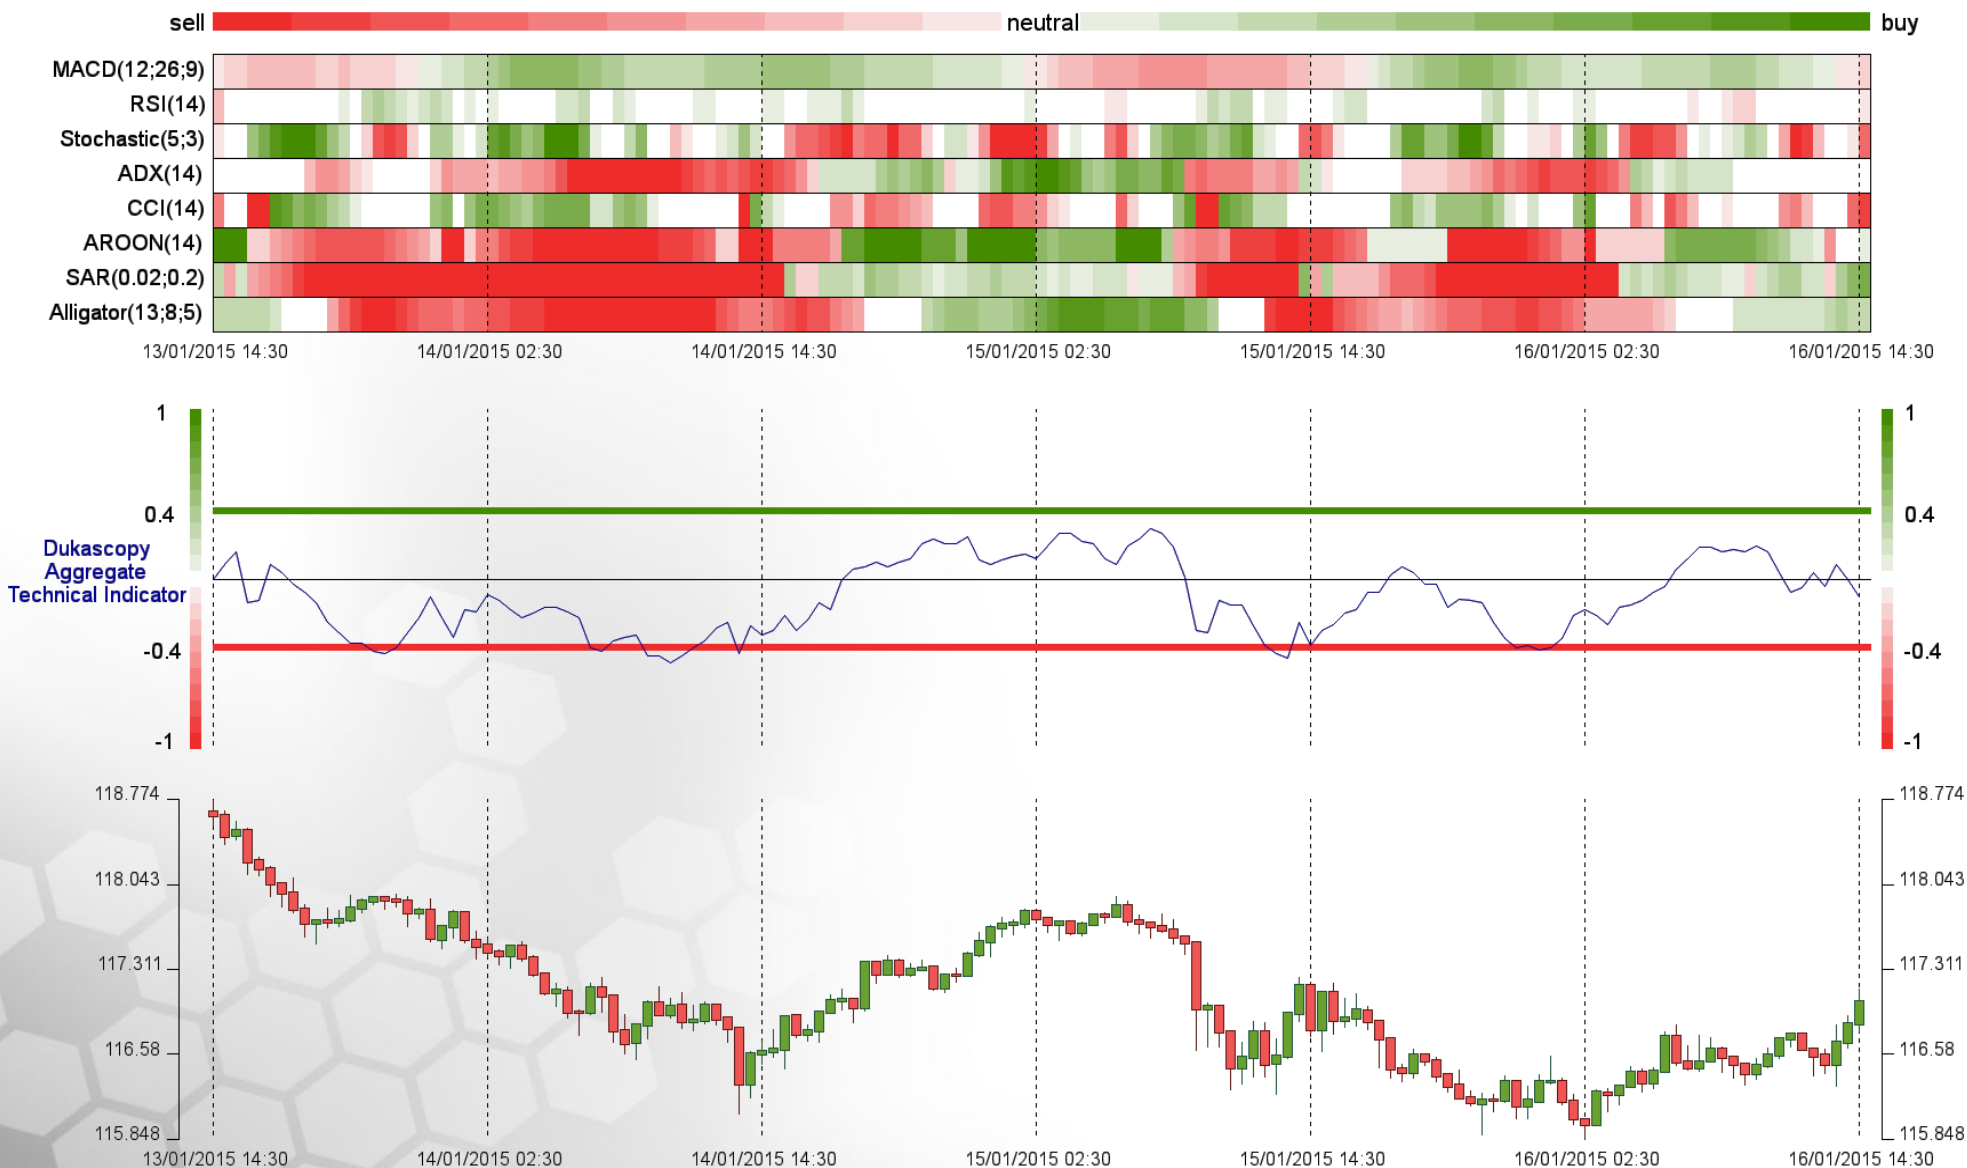 sell neutral buy
MACD(12;26;9)
RSI(14)
Stochastic(5;3)
ADX(14)
CCI(14)
AROON(14)
SAR(0.02;0.2)
Alligator(13;8;5)
13/01/2015 14:30 14/01/2015 02:30 14/01/2015 14:30 15/01/2015 02:30 15/01/2015 14:30 16/01/2015 02:30 16/01/2015 14:30
1 1
0.4 0.4
Dukascopy
Aggregate
Technical Indicator
-0.4 -0.4
-1 -1
118.774 118.774
118.043 118.043
117.311 117.311
116.58 116.58
115.848 115.848
13/01/2015 14:30 14/01/2015 02:30 14/01/2015 14:30 15/01/2015 02:30 15/01/2015 14:30 16/01/2015 02:30 16/01/2015 14:30